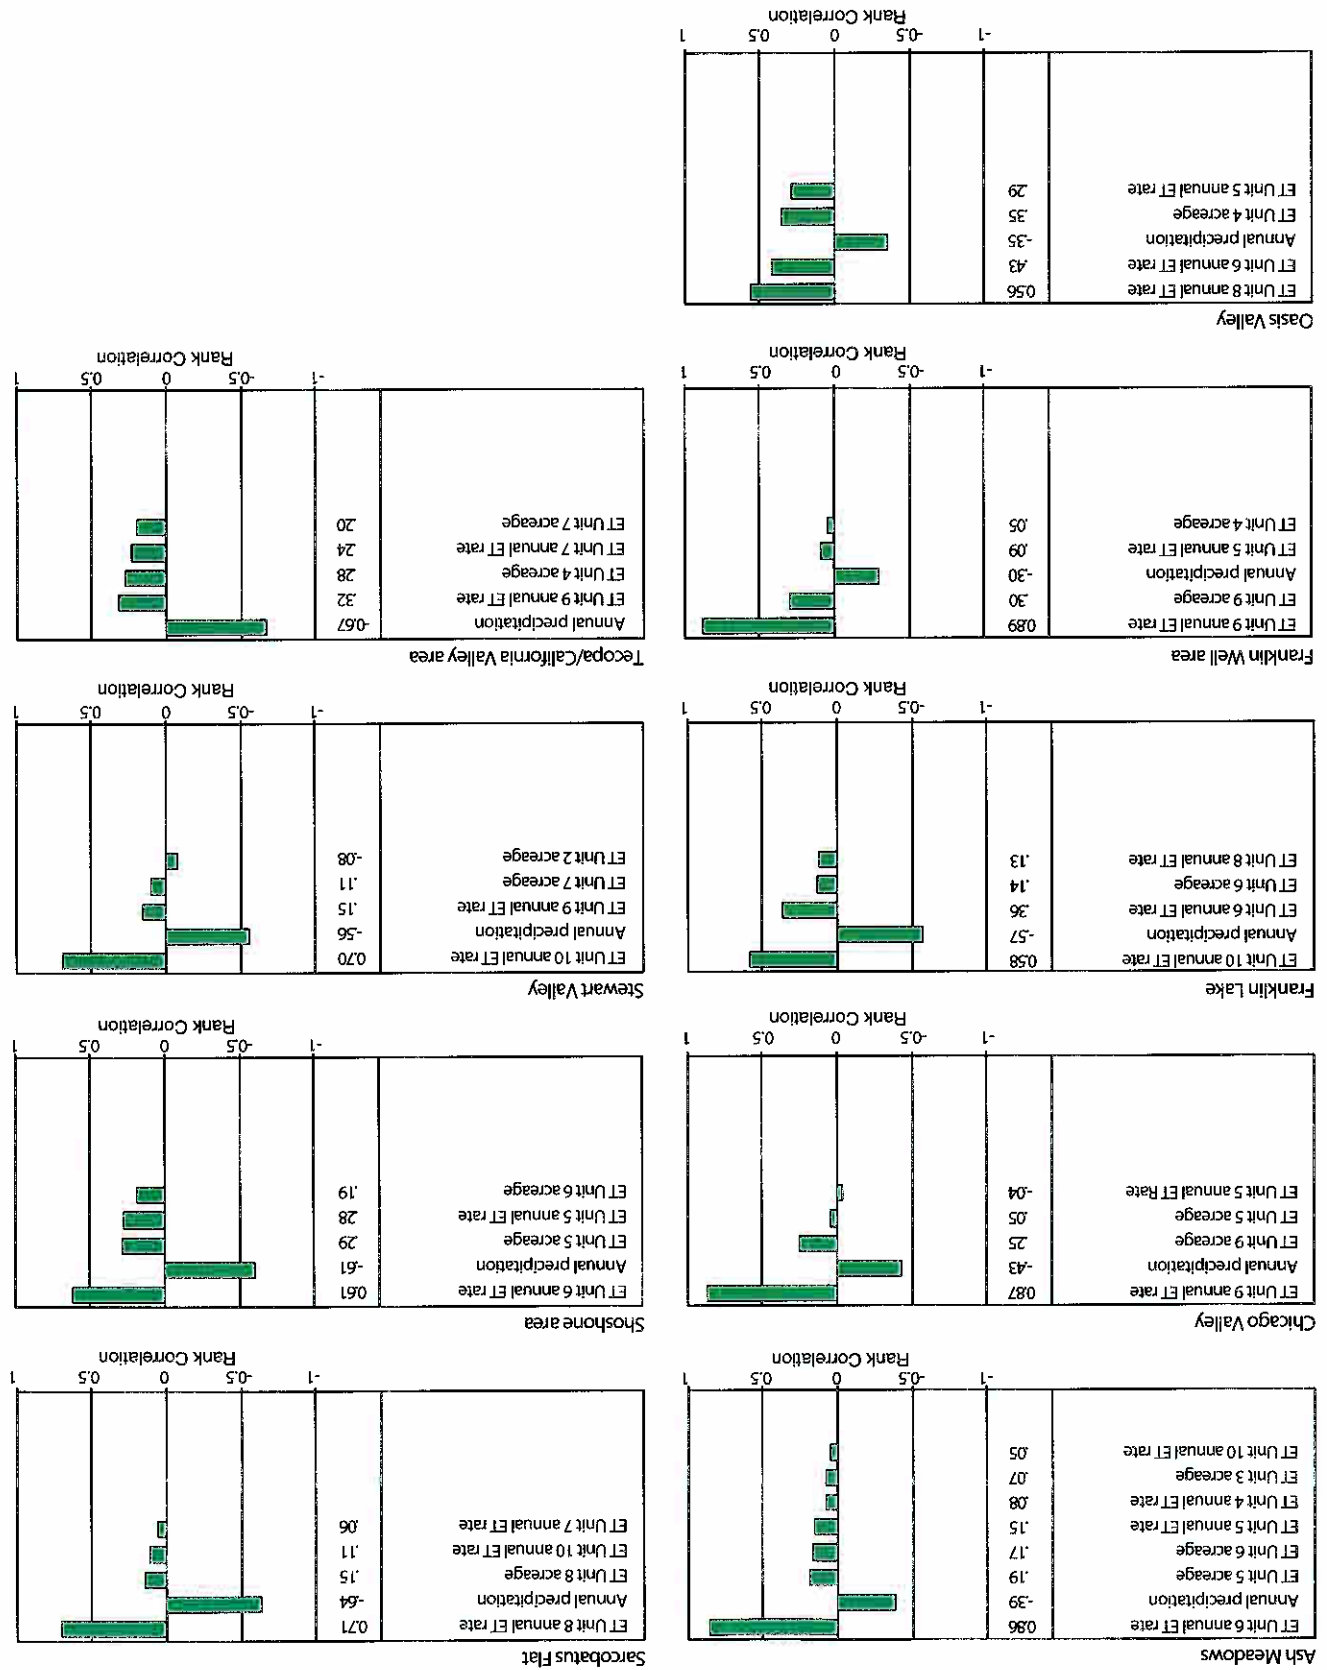 Ash Meadows
ET Unit 6 annual ET rate 0.86
Annual precipitation -.39
ET Unit 5 acreage .19
ET Unit 6 acreage .17
ET Unit 5 annual ET rate .15
ET Unit 4 annual ET rate .08
ET Unit 3 acreage .07
ET Unit 10 annual ET rate .05
-1 -0.5 0 0.5 1
Rank Correlation
Chicago Valley
ET Unit 9 annual ET rate 0.87
Annual precipitation -.43
ET Unit 9 acreage .25
ET Unit 5 acreage .05
ET Unit 5 annual ET Rate -.04
-1 -0.5 0 0.5 1
Rank Correlation
Franklin Lake
ET Unit 10 annual ET rate 0.58
Annual precipitation -.57
ET Unit 6 annual ET rate .36
ET Unit 6 acreage .14
ET Unit 8 annual ET rate .13
-1 -0.5 0 0.5 1
Rank Correlation
Franklin Well area
ET Unit 9 annual ET rate 0.89
ET Unit 9 acreage .30
Annual precipitation -.30
ET Unit 5 annual ET rate .09
ET Unit 4 acreage .05
-1 -0.5 0 0.5 1
Rank Correlation
Oasis Valley
ET Unit 8 annual ET rate 0.56
ET Unit 6 annual ET rate .43
Annual precipitation -.35
ET Unit 4 acreage .35
ET Unit 5 annual ET rate .29
-1 -0.5 0 0.5 1
Rank Correlation
Sarcobatus Flat
ET Unit 8 annual ET rate 0.71
Annual precipitation -.64
ET Unit 8 acreage .15
ET Unit 10 annual ET rate .11
ET Unit 7 annual ET rate .06
-1 -0.5 0 0.5 1
Rank Correlation
Shoshone area
ET Unit 6 annual ET rate 0.61
Annual precipitation -.61
ET Unit 5 acreage .29
ET Unit 5 annual ET rate .28
ET Unit 6 acreage .19
-1 -0.5 0 0.5 1
Rank Correlation
Stewart Valley
ET Unit 10 annual ET rate 0.70
Annual precipitation -.56
ET Unit 9 annual ET rate .15
ET Unit 7 acreage .11
ET Unit 2 acreage -.08
-1 -0.5 0 0.5 1
Rank Correlation
Tecopa/California Valley area
Annual precipitation -0.67
ET Unit 9 annual ET rate .32
ET Unit 4 acreage .28
ET Unit 7 annual ET rate .24
ET Unit 7 acreage .20
-1 -0.5 0 0.5 1
Rank Correlation